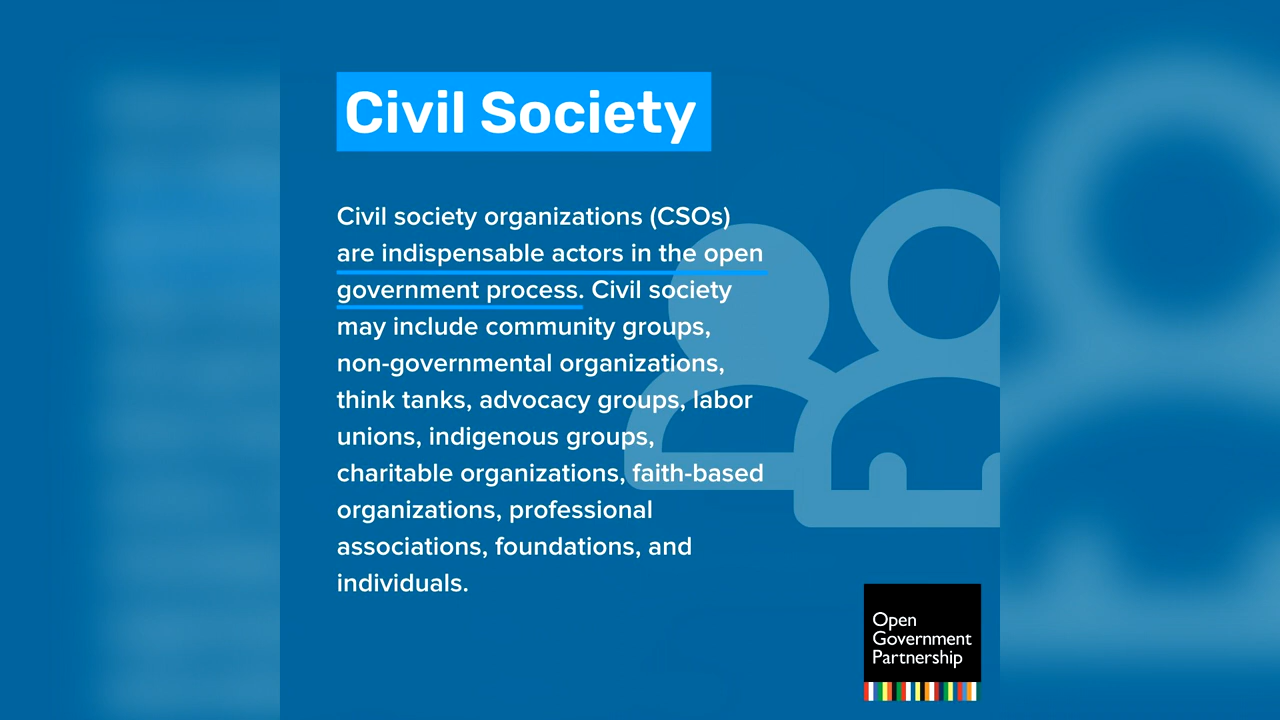 Civil Society
Civil society organizations (CSOs)
are indispensable actors in the open
government process. Civil society
may include community groups,
non-governmental organizations,
think tanks, advocacy groups, labor
unions, indigenous groups,
charitable organizations, faith-based
organizations, professional
associations, foundations, and
individuals.
Open
Government
Partnership